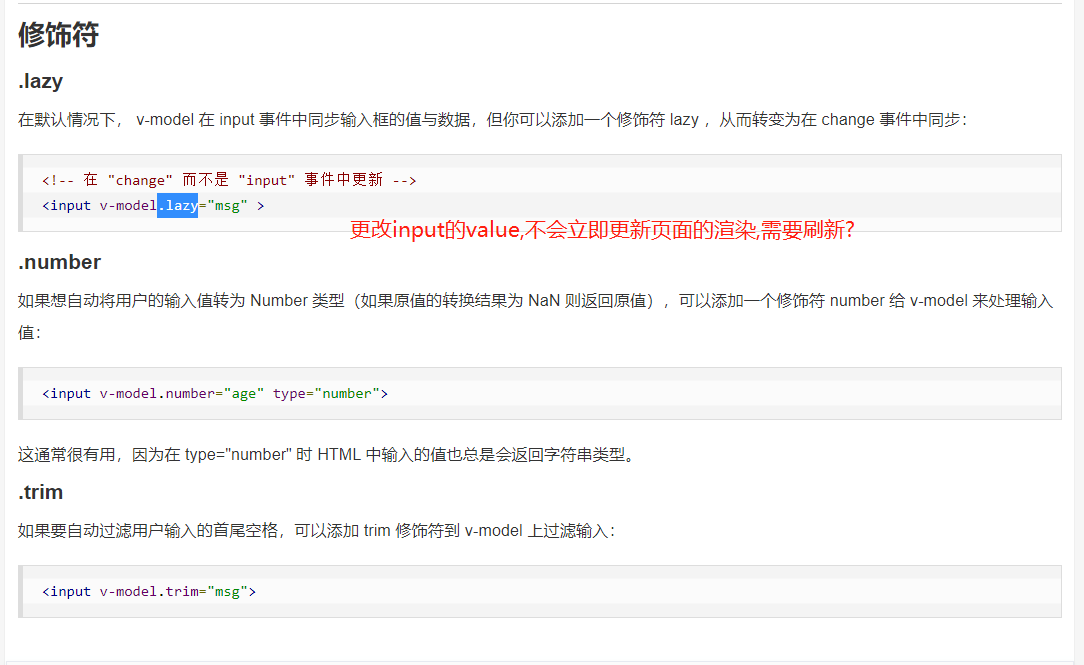 修饰符
.lazy
在默认情况下， v-model 在 input 事件中同步输入框的值与数据，但你可以添加一个修饰符 lazy ，从而转变为在 change 事件中同步：
<!-- 在 "change" 而不是 "input" 事件中更新 -->
<input v-model.lazy="msg" >
更改input的value,不会立即更新页面的渲染,需要刷新?
.number
如果想自动将用户的输入值转为 Number 类型（如果原值的转换结果为 NaN 则返回原值），可以添加一个修饰符 number 给 v-model 来处理输入
值：
<input v-model.number="age" type="number">
这通常很有用，因为在 type="number" 时 HTML 中输入的值也总是会返回字符串类型。
.trim
如果要自动过滤用户输入的首尾空格，可以添加 trim 修饰符到 v-model 上过滤输入：
<input v-model.trim="msg">